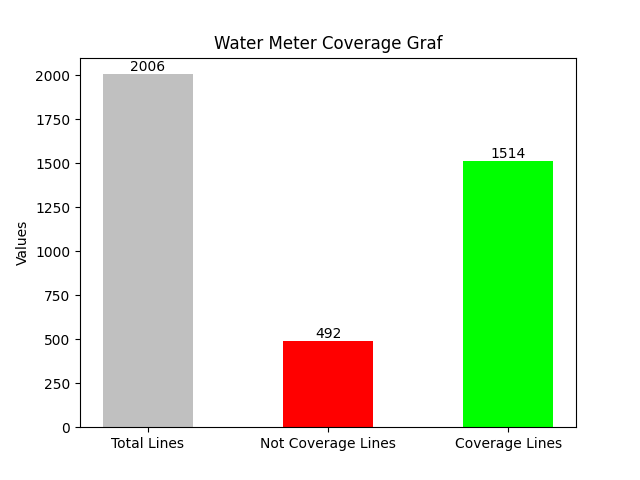 Water Meter Coverage Graf
2006
1514
492
Values
2000
1750
1500
1250
1000
750
500
250
0
Total Lines
Not Coverage Lines
Coverage Lines